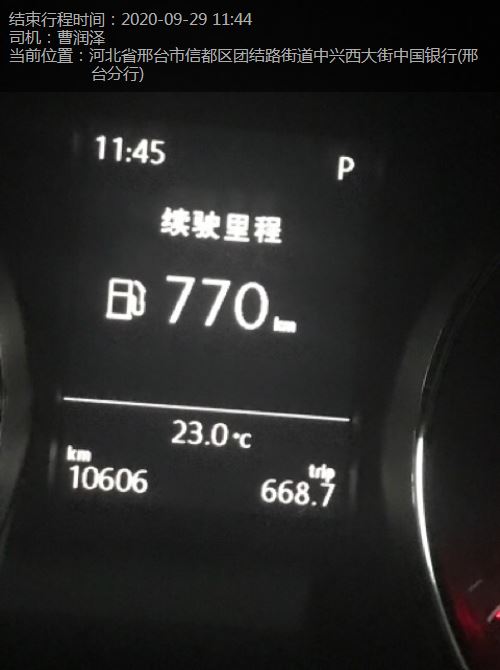 结束行程时间：2020-09-29 11:44
司机：曹润泽
当前位置：河北省邢台市信都区团结路街道中兴西大街中国银行(邢
台分行)
11:45
P
续驶里程
770 km
23.0 °C
km
trip
10606
668.7